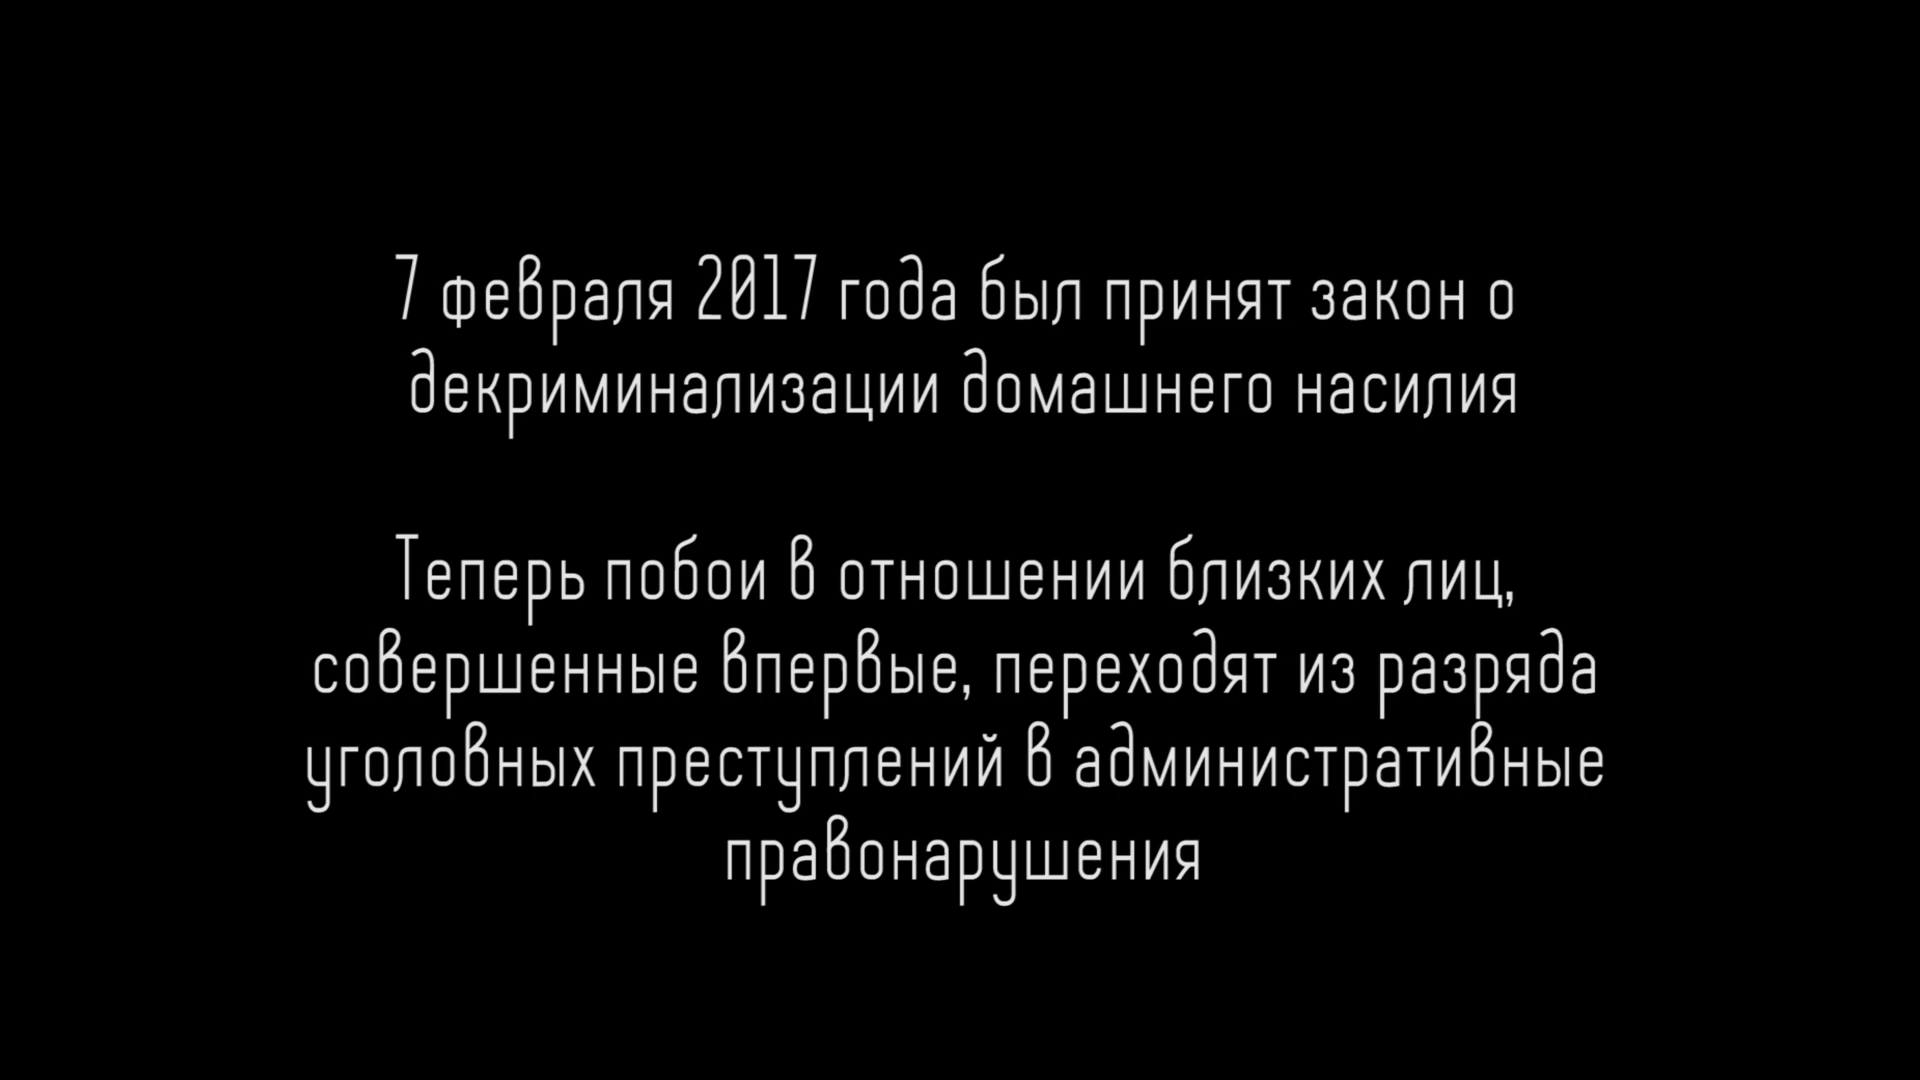 7 февраля 2017 года был принят закон о
декриминализации домашнего насилия
Теперь побои в отношении близких лиц,
совершенные впервые, переходят из разряда
уголовных преступлений в административные
правонарушения